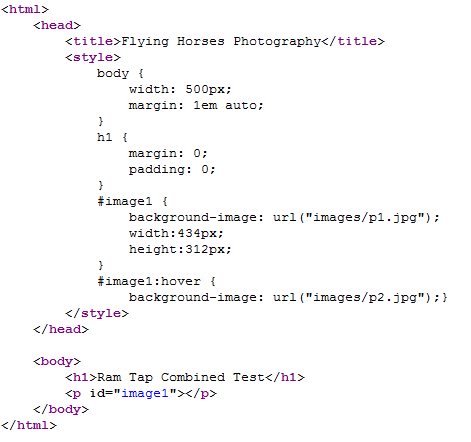 <html>
<head>
<title>Flying Horses Photography</title>
<style>
body {
width: 500px;
margin: 1em auto;
}
h1 {
margin: 0;
padding: 0;
}
#image1 {
background-image: url("images/p1.jpg");
width:434px;
height:312px;
}
#image1:hover {
background-image: url("images/p2.jpg");}
</style>
</head>
<body>
<h1>Ram Tap Combined Test</h1>
<p id="image1"></p>
</body>
</html>